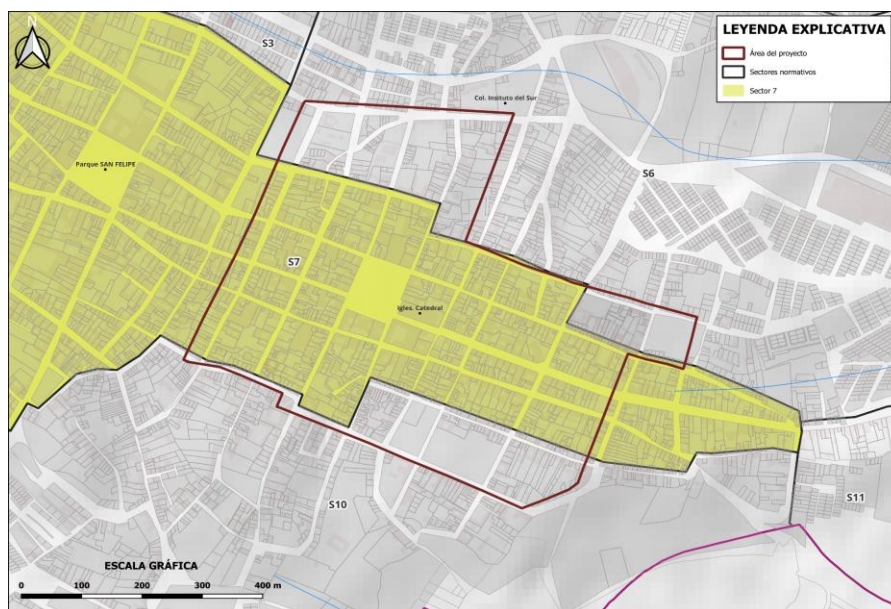 N
S3
LEYENDA EXPLICATIVA
Área del proyecto
Sectores normativos
Sector 7
Col. Insituto del Sur
Parque SAN FELIPE
S6
S7
Igles. Catedral
S10
S11
ESCALA GRÁFICA
0 100 200 300 400 m